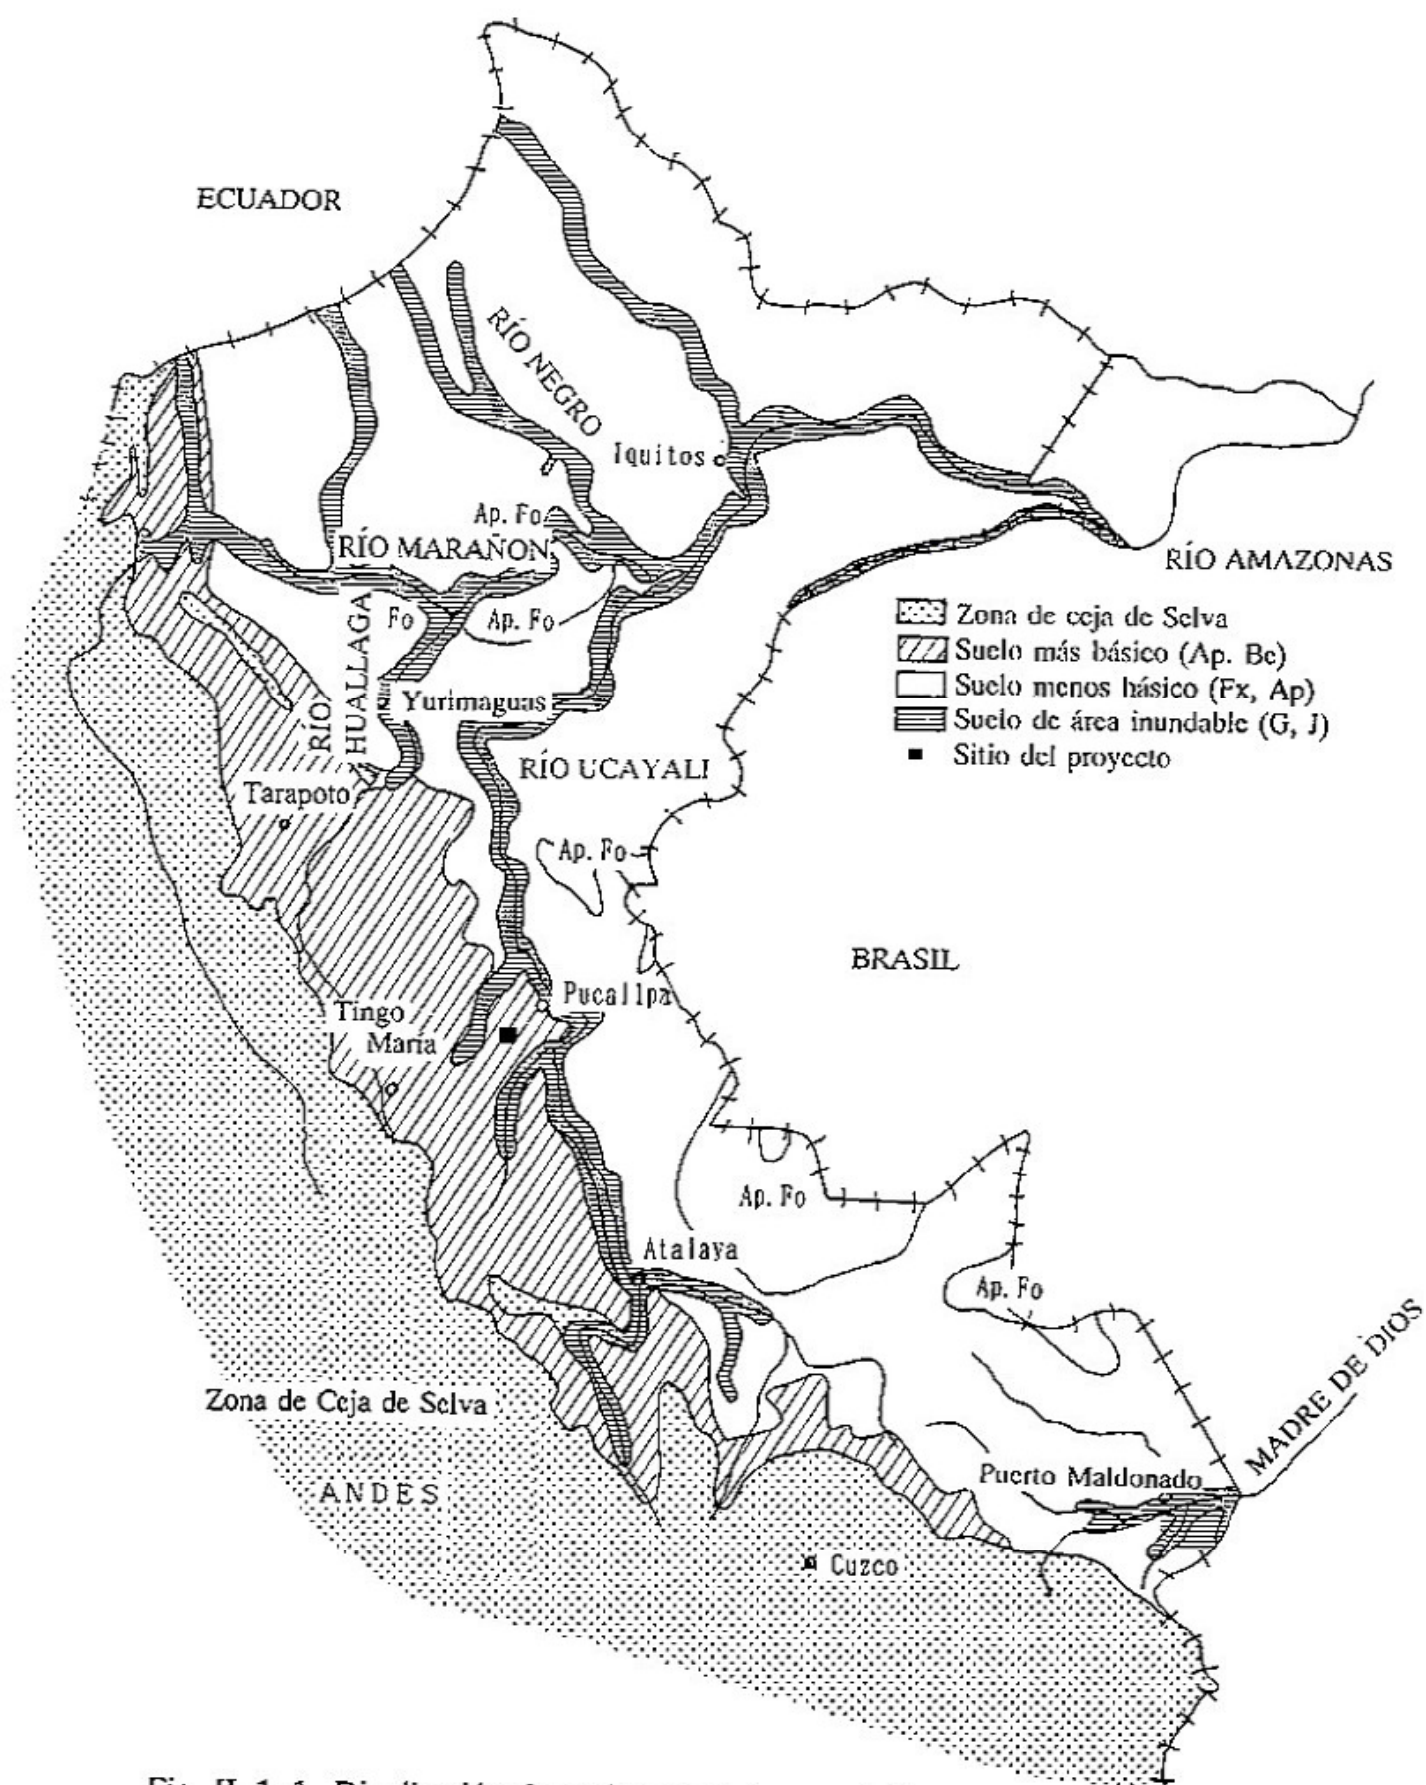 ECUADOR
RÍO NEGRO
Iquitos
Ap. Fo
RÍO MARAÑON
RÍO AMAZONAS
Fo
Ap. Fo
Zona de ceja de Selva
Suelo más básico (Ap. Be)
Suelo menos básico (Fx, Ap)
Suelo de área inundable (G, J)
Sitio del proyecto
RÍO
HUALLAGA
Yurimaguas
RÍO UCAYALI
Tarapoto
Ap. Fo
BRASIL
Pucallpa
Tingo
María
Ap. Fo
Atalaya
Ap. Fo
MADRE DE DIOS
Zona de Ceja de Selva
Puerto Maldonado
ANDES
Cuzco